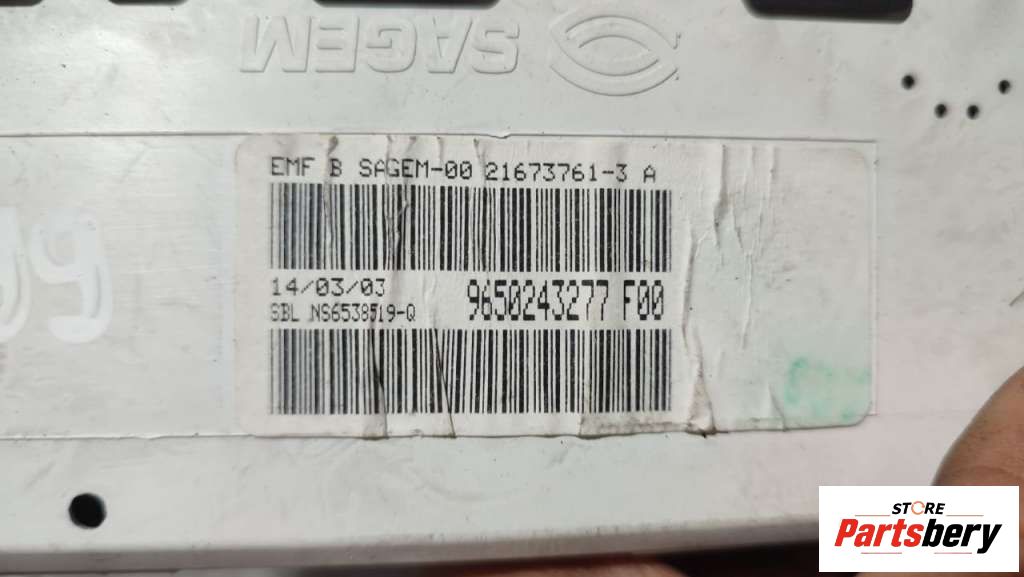 SAGEM
EMF B SAGEM-00 21673761-3 A
14/03/03
9650243277 F00
SBL NS6538519-Q
STORE
Partsbery